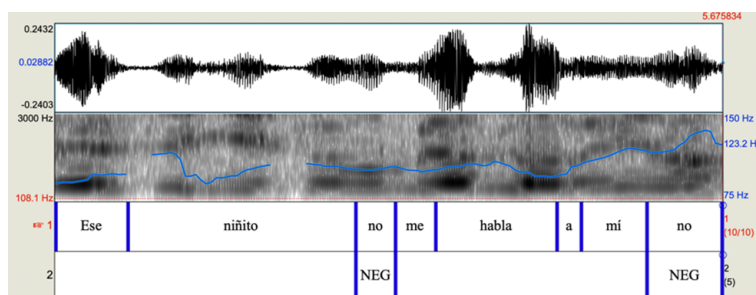 5.675834
0.2432
0.02882
-0.2403
3000 Hz
150 Hz
123.2 H
108.1 Hz
75 Hz
1 Ese niñito no me habla a mí no 1
(10/10)
2 NEG NEG 2
(5)